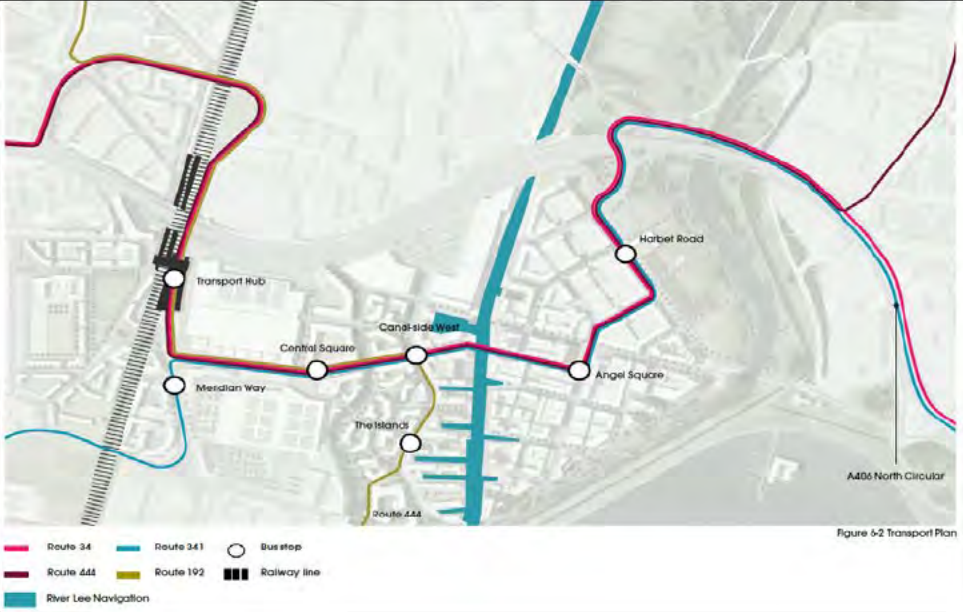 Harbet Road
Transport Hub
Canal-side West
Central Square
Meridian Way
Angel Square
The Islands
A406 North Circular
Route 444
Figure 6-2 Transport Plan
Route 34
Route 341
Bus stop
Route 444
Route 192
Railway line
River Lee Navigation